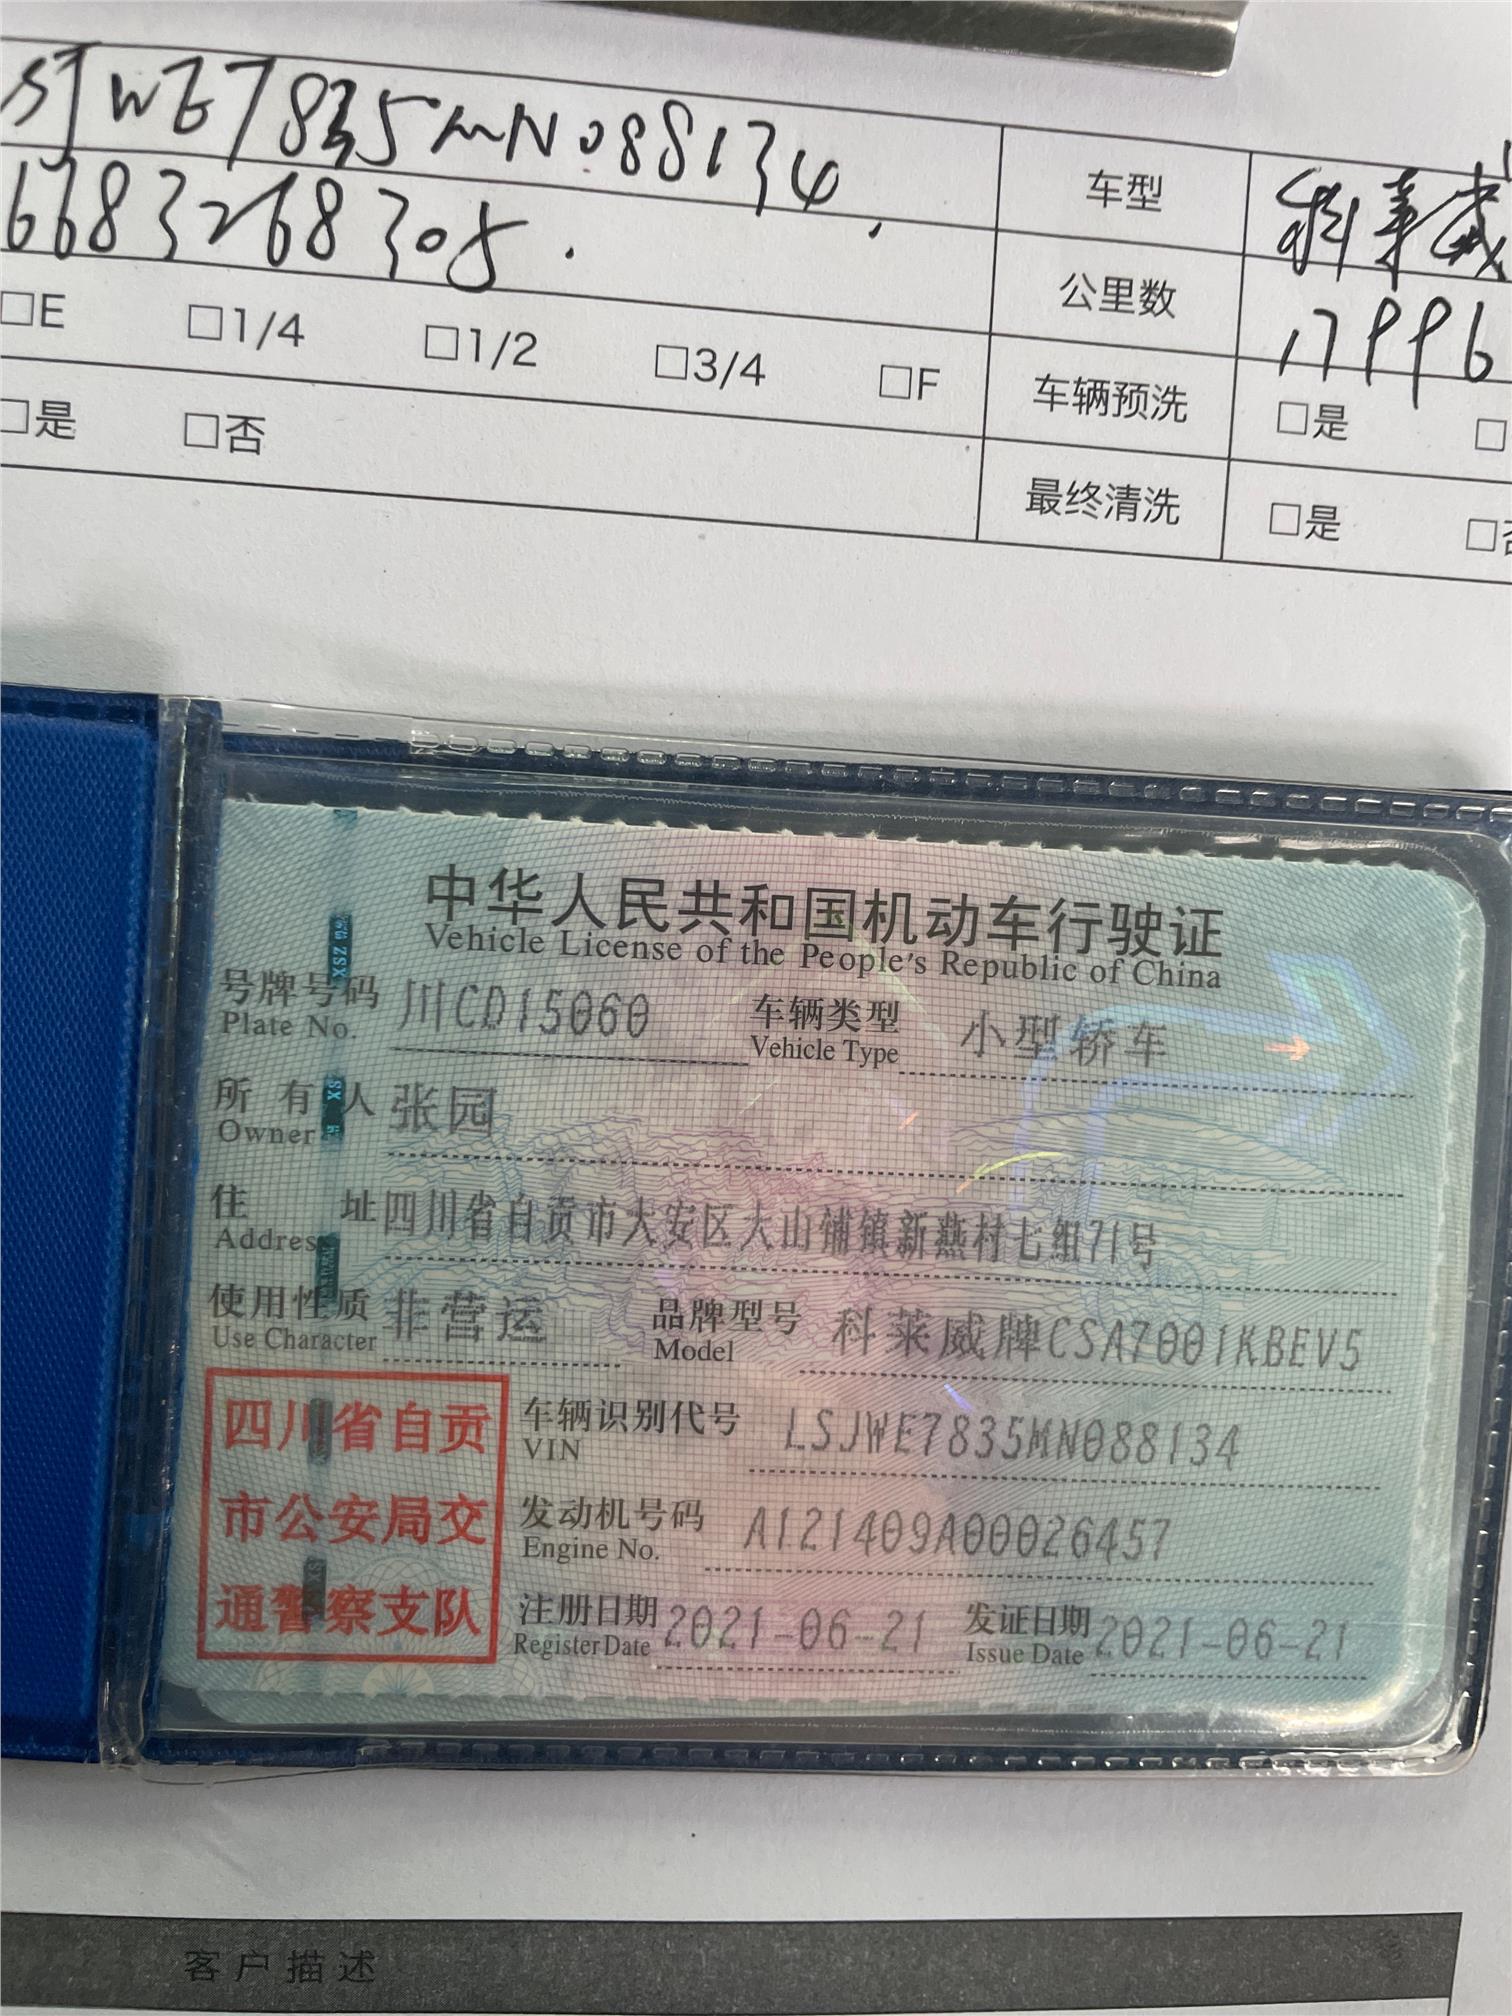 SJWE7835MN088134 车型 科莱威
6683268305. 公里数 17996
□E □1/4 □1/2 □3/4 □F 车辆预洗 □是 □
□是 □否 最终清洗 □是 □否
中华人民共和国机动车行驶证
Vehicle License of the People's Republic of China
号牌号码 川CD15060 车辆类型 小型轿车
Plate No. Vehicle Type
所有人 张园
Owner
住址 四川省自贡市大安区大山铺镇新燕村七组71号
Address
使用性质 非营运 品牌型号 科莱威牌CSA7001KBEV5
Use Character Model
四川省自贡 车辆识别代号 LSJWE7835MN088134
VIN
市公安局交 发动机号码 A121409A00026457
Engine No.
通警察支队 注册日期 2021-06-21 发证日期 2021-06-21
Register Date Issue Date
客户描述